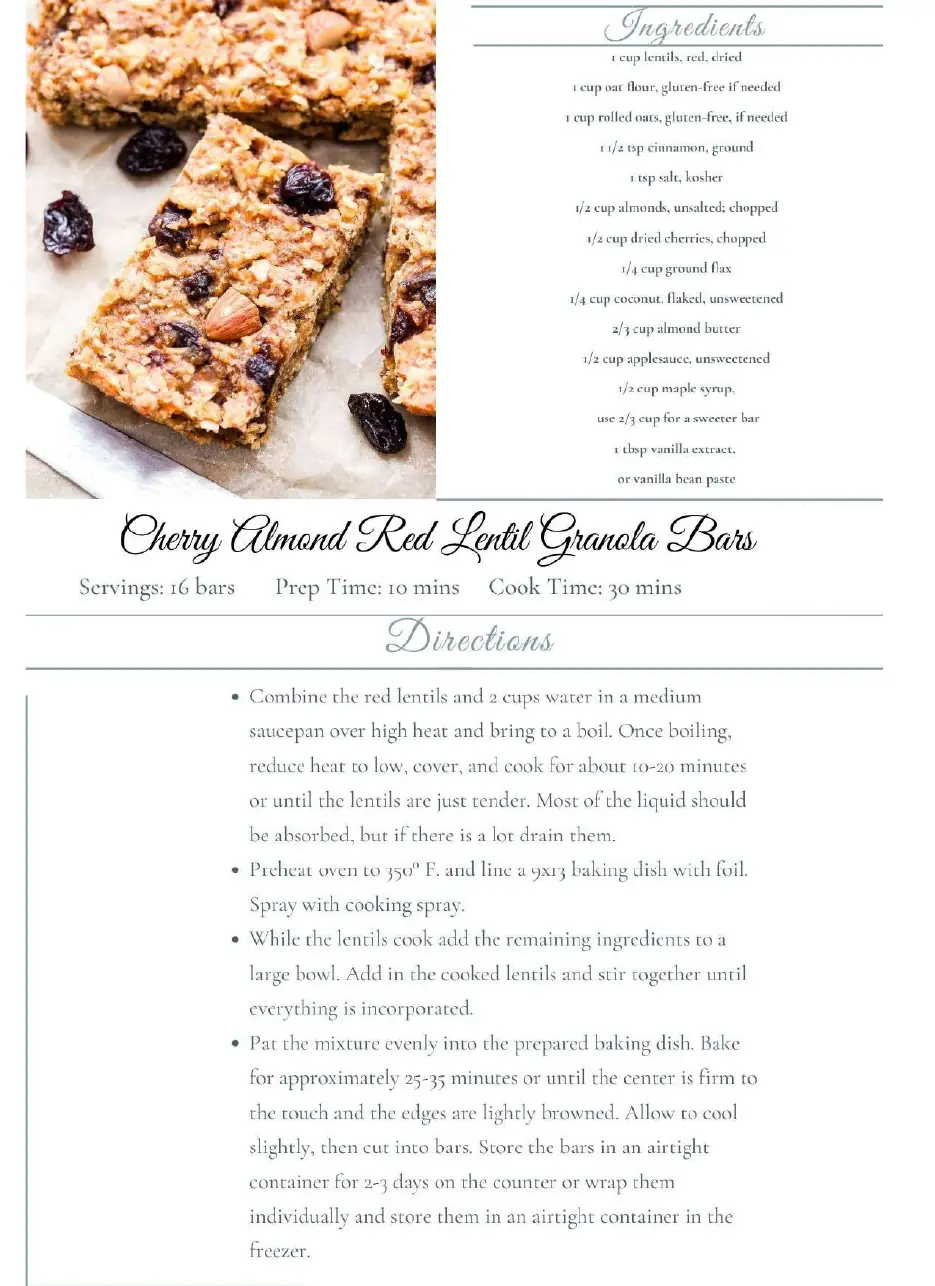 Ingredients
1 cup lentils, red, dried
1 cup oat flour, gluten-free if needed
1 cup rolled oats, gluten-free, if needed
1 1/2 tsp cinnamon, ground
1 tsp salt, kosher
1/2 cup almonds, unsalted; chopped
1/2 cup dried cherries, chopped
1/4 cup ground flax
1/4 cup coconut, flaked, unsweetened
2/3 cup almond butter
1/2 cup applesauce, unsweetened
1/2 cup maple syrup,
use 2/3 cup for a sweeter bar
1 tbsp vanilla extract,
or vanilla bean paste
Cherry Almond Red Lentil Granola Bars
Servings: 16 bars Prep Time: 10 mins Cook Time: 30 mins
Directions
• Combine the red lentils and 2 cups water in a medium
saucepan over high heat and bring to a boil. Once boiling,
reduce heat to low, cover, and cook for about 10-20 minutes
or until the lentils are just tender. Most of the liquid should
be absorbed, but if there is a lot drain them.
• Preheat oven to 350° F. and line a 9x13 baking dish with foil.
Spray with cooking spray.
• While the lentils cook add the remaining ingredients to a
large bowl. Add in the cooked lentils and stir together until
everything is incorporated.
• Pat the mixture evenly into the prepared baking dish. Bake
for approximately 25-35 minutes or until the center is firm to
the touch and the edges are lightly browned. Allow to cool
slightly, then cut into bars. Store the bars in an airtight
container for 2-3 days on the counter or wrap them
individually and store them in an airtight container in the
freezer.